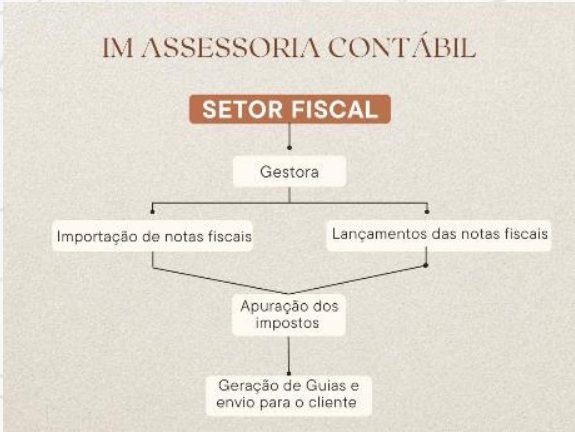 IM ASSESSORIA CONTÁBIL
SETOR FISCAL
Gestora
Importação de notas fiscais
Lançamentos das notas fiscais
Apuração dos
impostos
Geração de Guias e
envio para o cliente